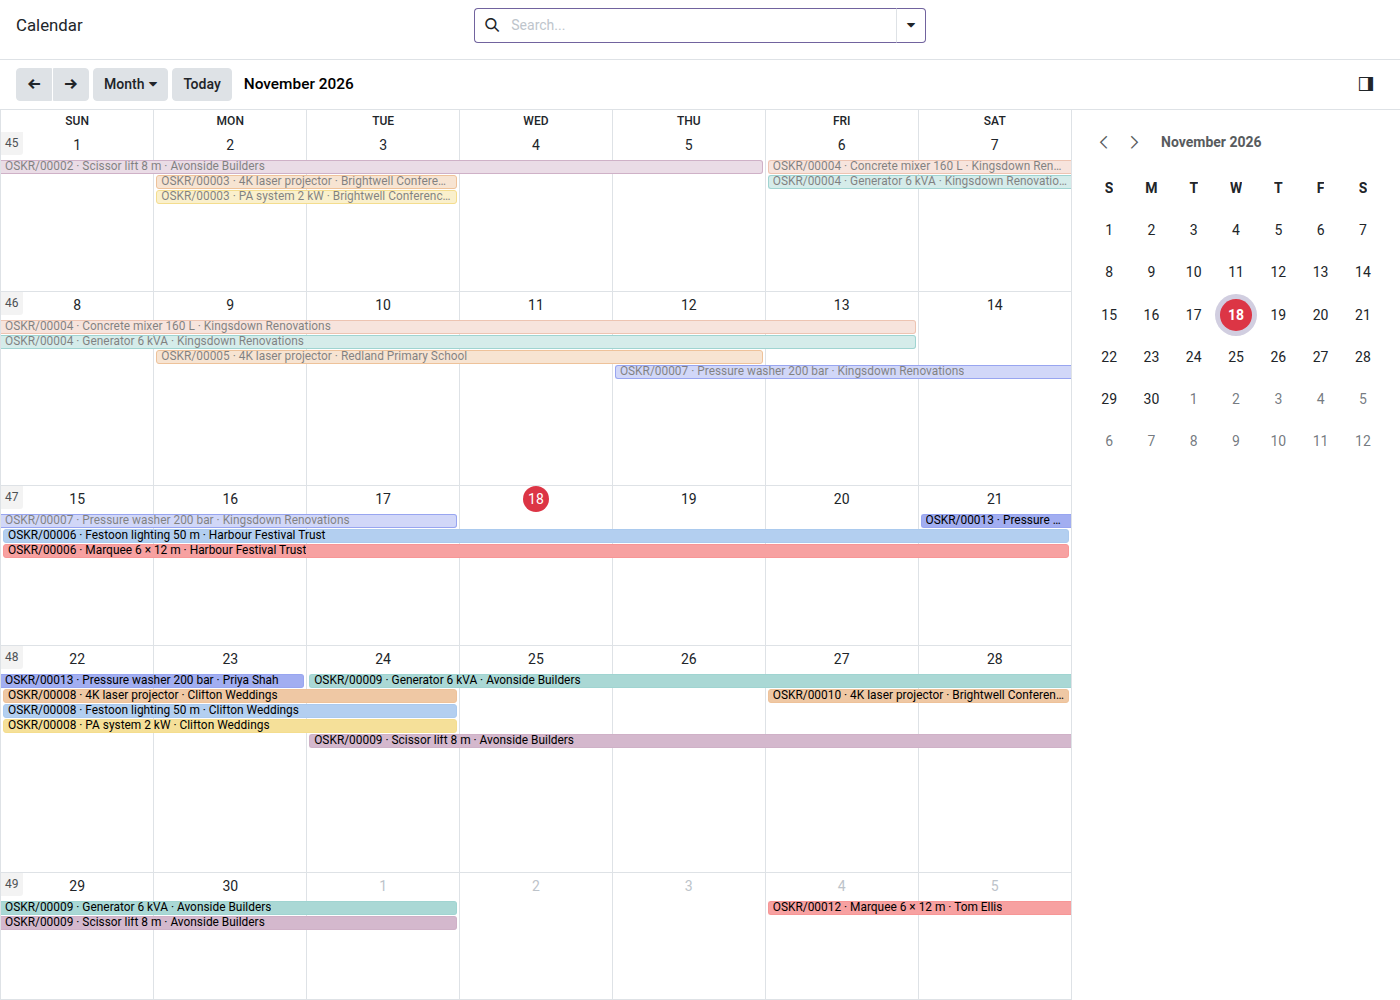 Calendar
Search...
Month
Today
November 2026
SUN MON TUE WED THU FRI SAT
45 1 2 3 4 5 6 7
OSKR/00002 · Scissor lift 8 m · Avonside Builders
OSKR/00004 · Concrete mixer 160 L · Kingsdown Ren...
OSKR/00003 · 4K laser projector · Brightwell Confere...
OSKR/00004 · Generator 6 kVA · Kingsdown Renovatio...
OSKR/00003 · PA system 2 kW · Brightwell Conferenc...
46 8 9 10 11 12 13 14
OSKR/00004 · Concrete mixer 160 L · Kingsdown Renovations
OSKR/00004 · Generator 6 kVA · Kingsdown Renovations
OSKR/00005 · 4K laser projector · Redland Primary School
OSKR/00007 · Pressure washer 200 bar · Kingsdown Renovations
47 15 16 17 18 19 20 21
OSKR/00007 · Pressure washer 200 bar · Kingsdown Renovations
OSKR/00013 · Pressure ...
OSKR/00006 · Festoon lighting 50 m · Harbour Festival Trust
OSKR/00006 · Marquee 6 × 12 m · Harbour Festival Trust
48 22 23 24 25 26 27 28
OSKR/00013 · Pressure washer 200 bar · Priya Shah
OSKR/00009 · Generator 6 kVA · Avonside Builders
OSKR/00008 · 4K laser projector · Clifton Weddings
OSKR/00010 · 4K laser projector · Brightwell Conferen...
OSKR/00008 · Festoon lighting 50 m · Clifton Weddings
OSKR/00008 · PA system 2 kW · Clifton Weddings
OSKR/00009 · Scissor lift 8 m · Avonside Builders
49 29 30 1 2 3 4 5
OSKR/00009 · Generator 6 kVA · Avonside Builders
OSKR/00012 · Marquee 6 × 12 m · Tom Ellis
OSKR/00009 · Scissor lift 8 m · Avonside Builders
November 2026
S M T W T F S
1 2 3 4 5 6 7
8 9 10 11 12 13 14
15 16 17 18 19 20 21
22 23 24 25 26 27 28
29 30 1 2 3 4 5
6 7 8 9 10 11 12